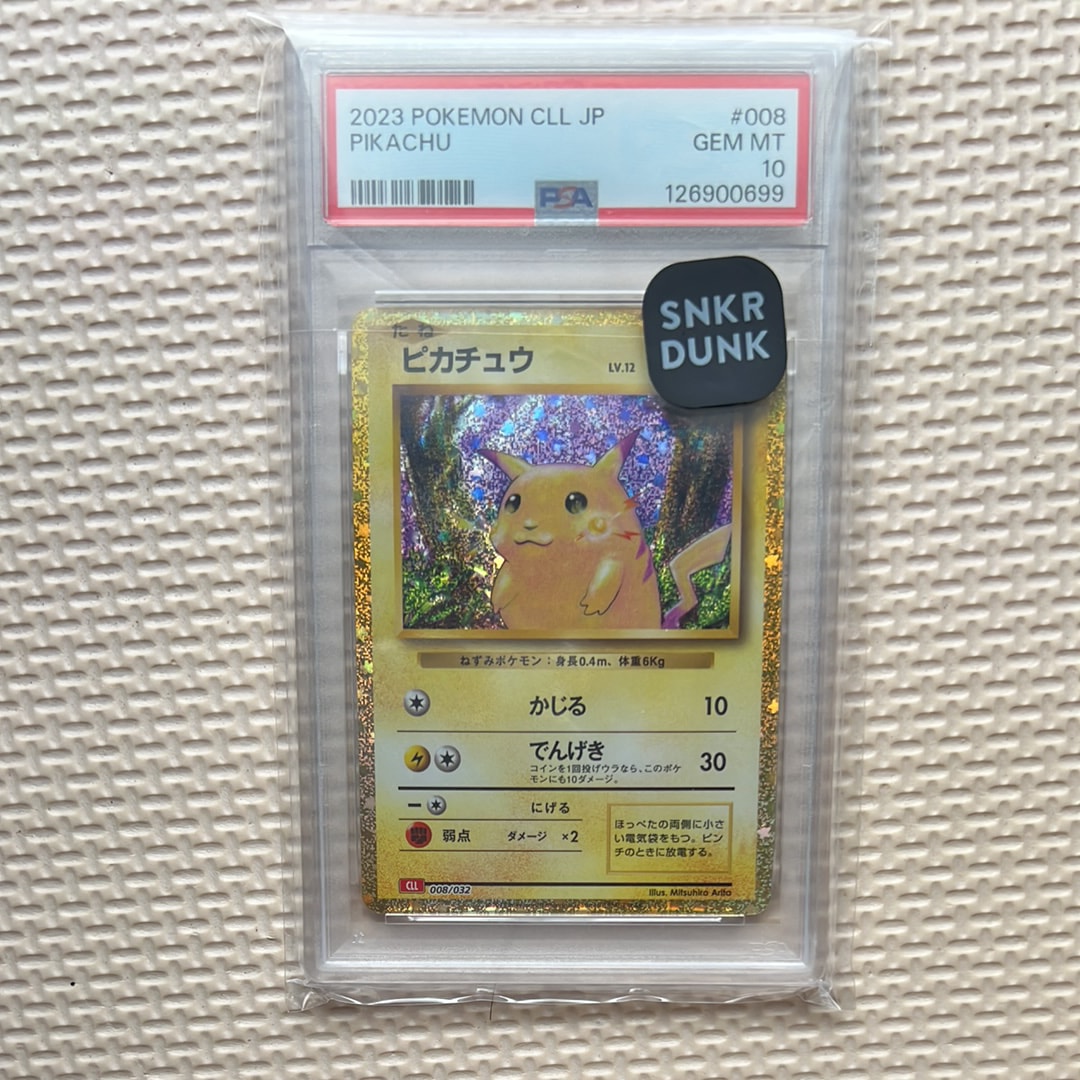 2023 POKEMON CLL JP #008
PIKACHU GEM MT
10
PSA 126900699
SNKR
DUNK
たね
ピカチュウ LV.12
ねずみポケモン：身長0.4m、体重6Kg
かじる 10
でんげき 30
コインを1回投げウラなら、このポケ
モンにも10ダメージ。
にげる
弱点 ダメージ ×2
ほっぺたの両側に小さ
い電気袋をもつ。ピン
チのときに放電する。
CLL 008/032
Illus. Mitsuhiro Arita